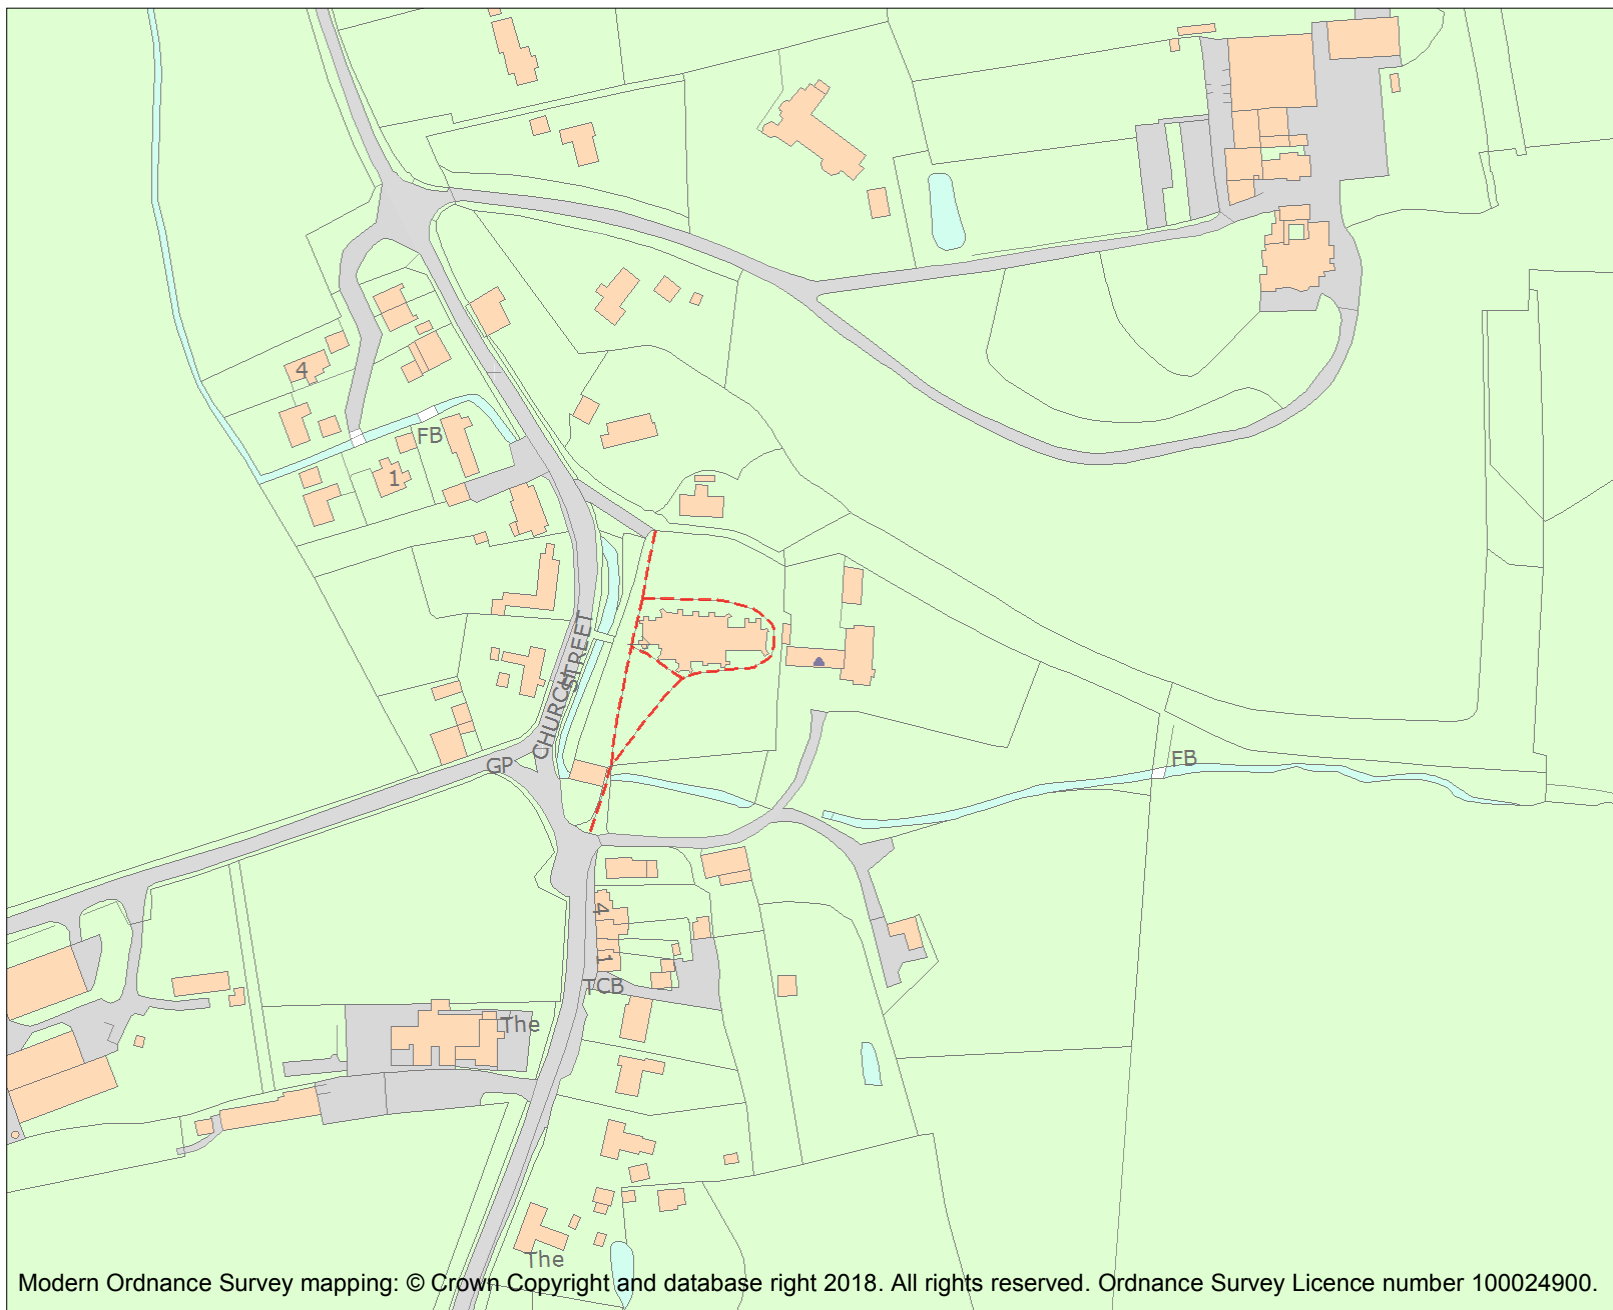 4
FB
1
CHURCH STREET
GP
FB
4
1
TCB
The
The
Modern Ordnance Survey mapping: © Crown Copyright and database right 2018. All rights reserved. Ordnance Survey Licence number 100024900.